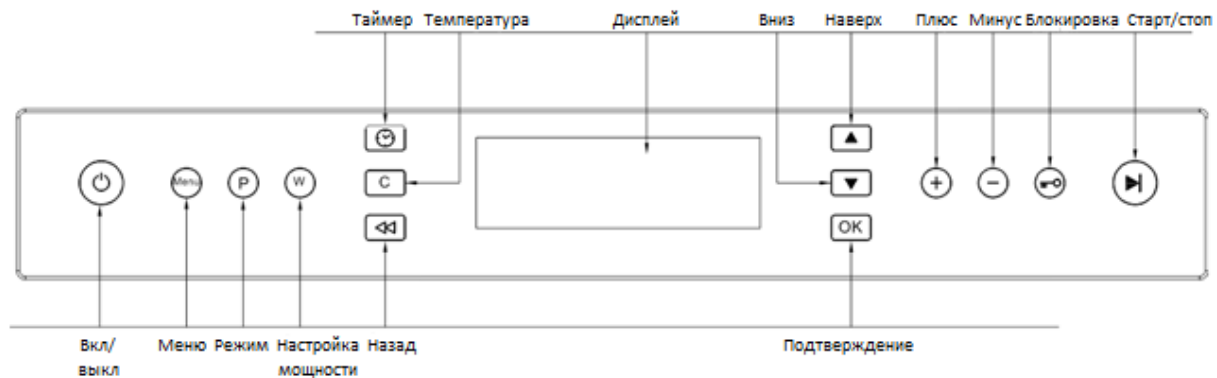 Таймер Температура Дисплей Вниз Наверх Плюс Минус Блокировка Старт/стоп
Menu P W
C
OK
Вкл/ Меню Режим Настройка Назад Подтверждение
выкл мощности